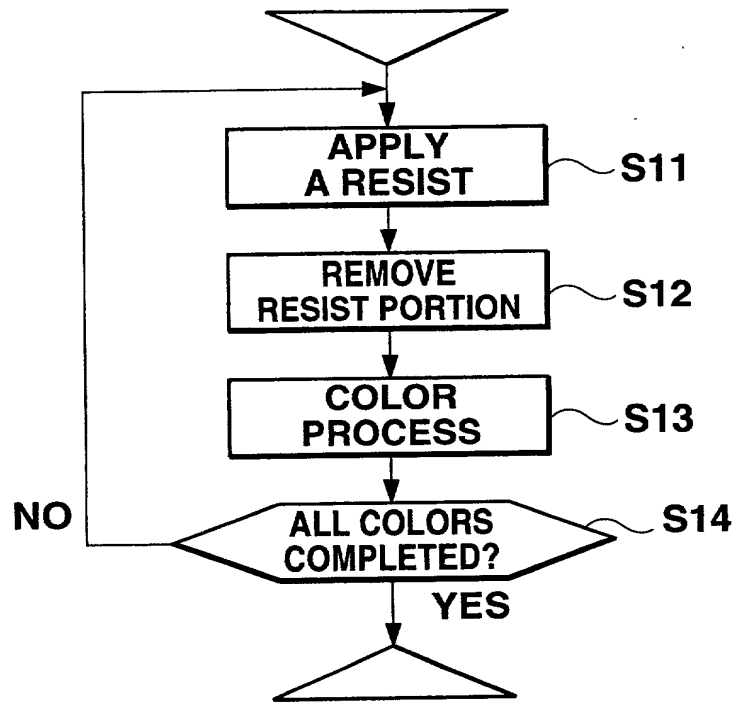 APPLY
A RESIST
S11
REMOVE
RESIST PORTION
S12
COLOR
PROCESS
S13
ALL COLORS
COMPLETED?
S14
NO
YES